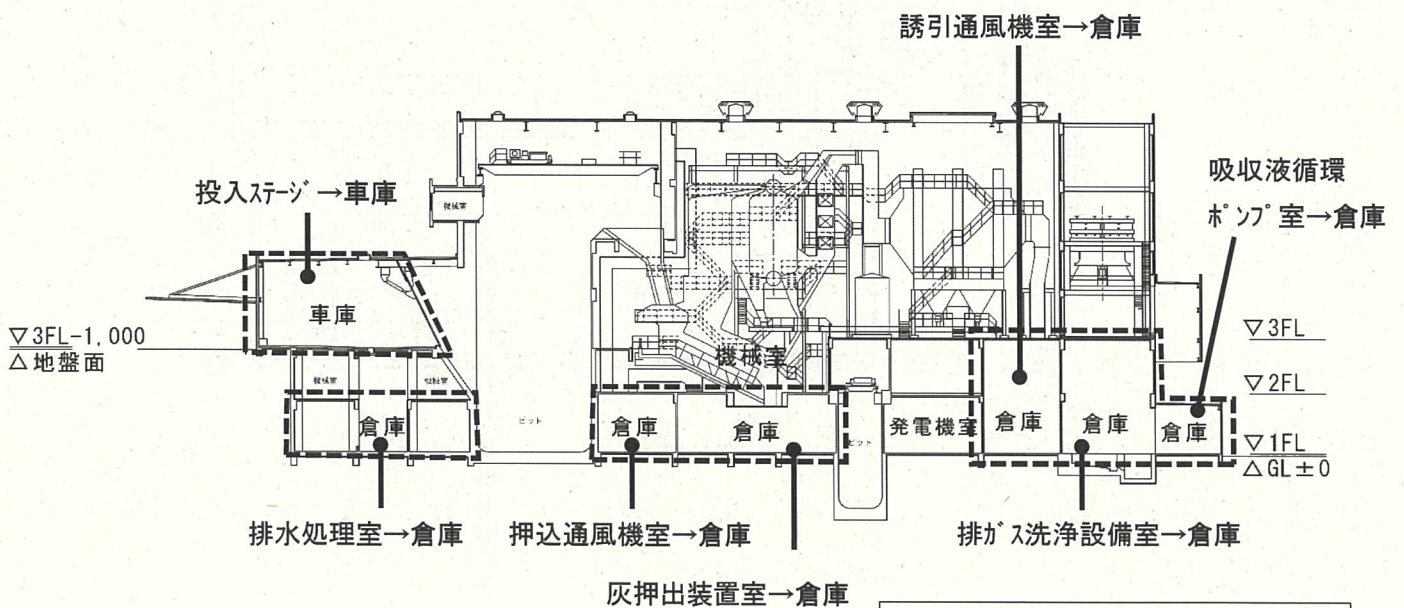 誘引通風機室→倉庫
吸収液循環
ﾎﾟﾝﾌﾟ室→倉庫
投入ｽﾃｰｼﾞ→車庫
機械室
車庫
▽3FL-1,000
△地盤面
▽3FL
機械室
機械室
機械室
▽2FL
倉庫
ピット
倉庫
倉庫
ピット
発電機室
倉庫
倉庫
倉庫
▽1FL
△GL±0
排水処理室→倉庫
押込通風機室→倉庫
排ｶﾞｽ洗浄設備室→倉庫
灰押出装置室→倉庫